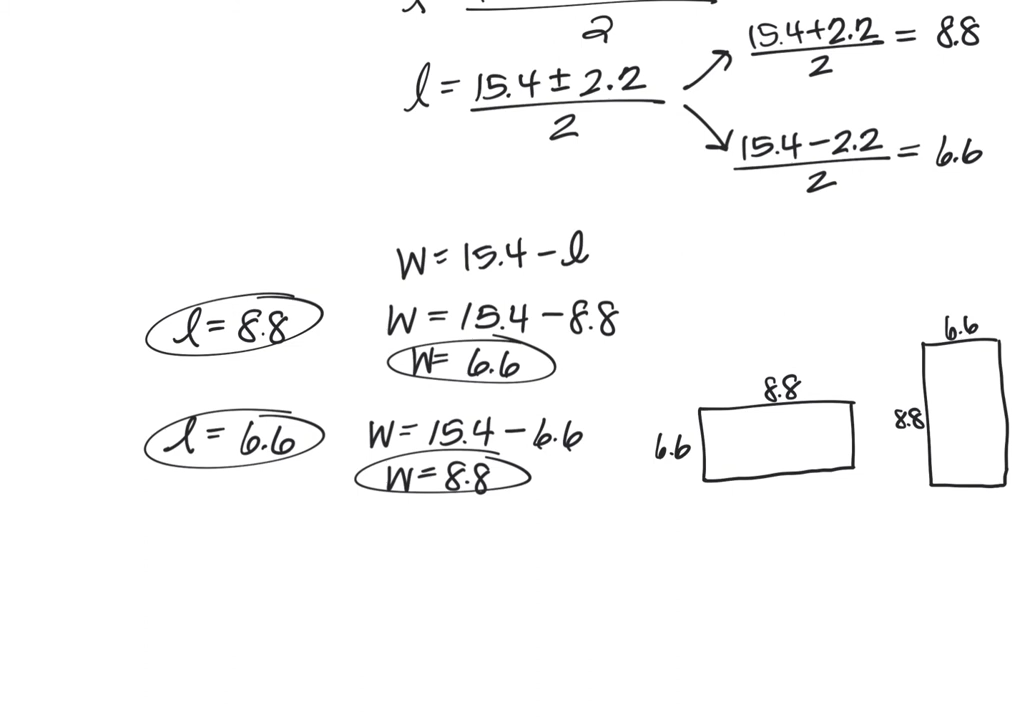 2
l = 15.4 ± 2.2 / 2
15.4+2.2 / 2 = 8.8
15.4-2.2 / 2 = 6.6
W = 15.4 - l
l = 8.8
W = 15.4 - 8.8
W = 6.6
l = 6.6
W = 15.4 - 6.6
W = 8.8
8.8
6.6
6.6
8.8